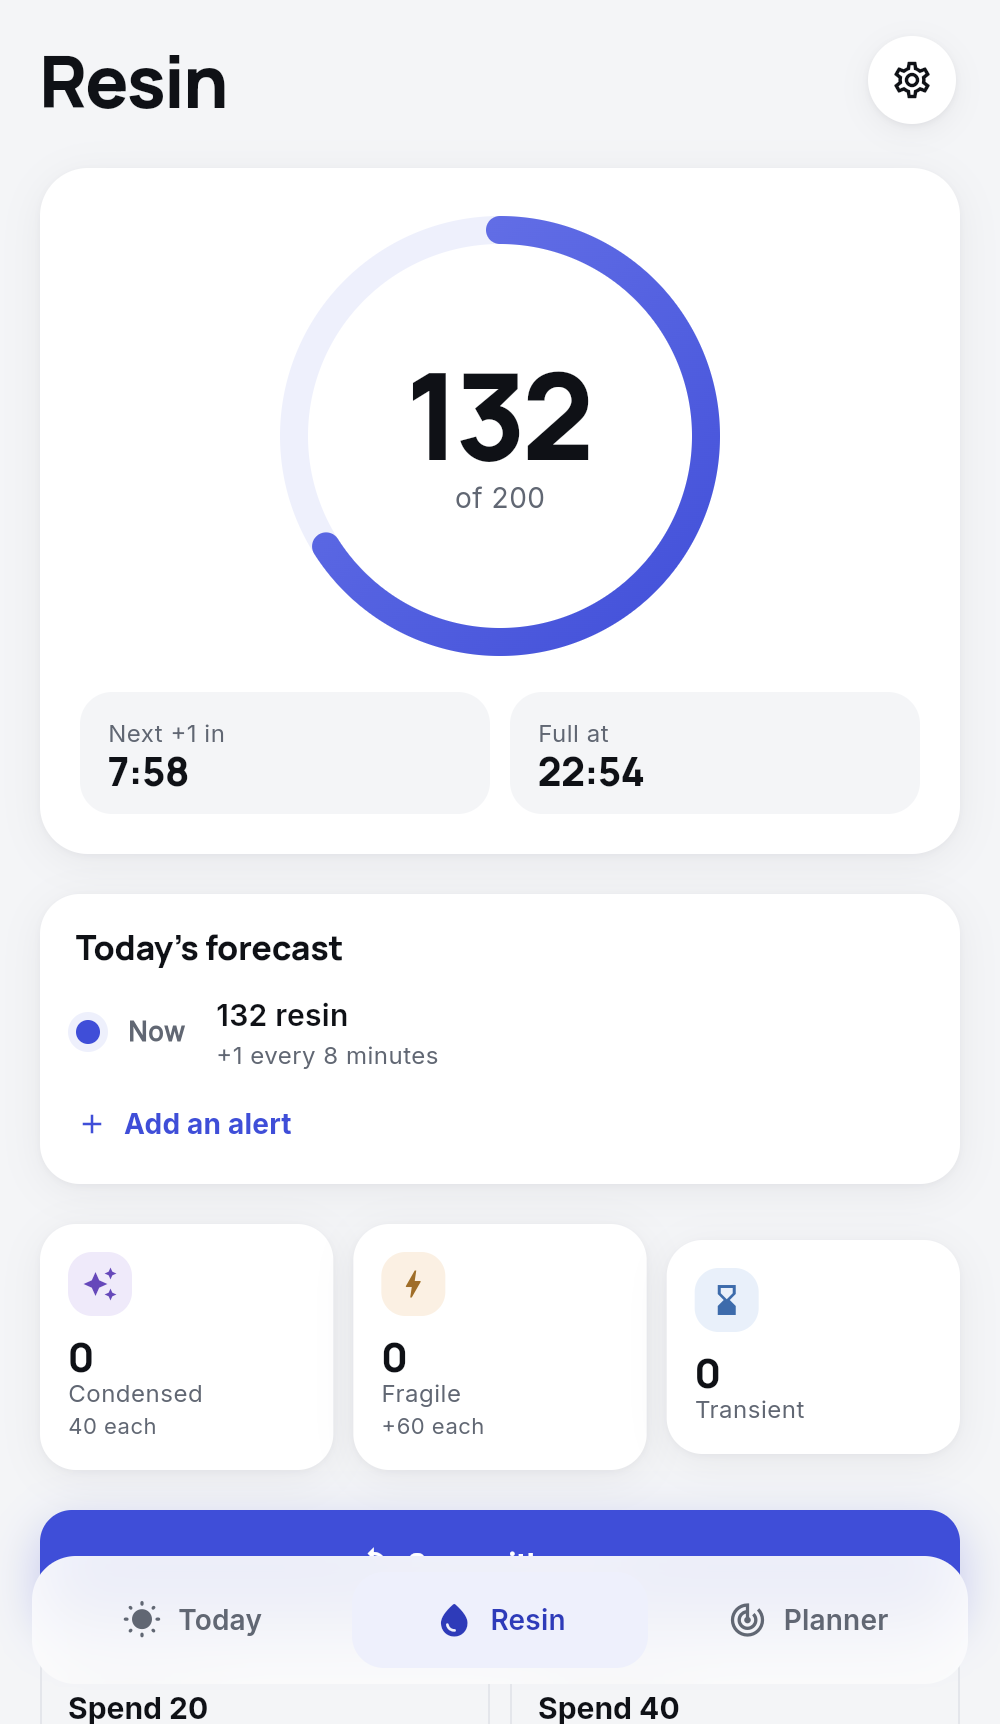 Resin
132
of 200
Next +1 in
7:58
Full at
22:54
Today's forecast
Now
132 resin
+1 every 8 minutes
Add an alert
0
Condensed
40 each
0
Fragile
+60 each
0
Transient
Today
Resin
Planner
Spend 20
Spend 40